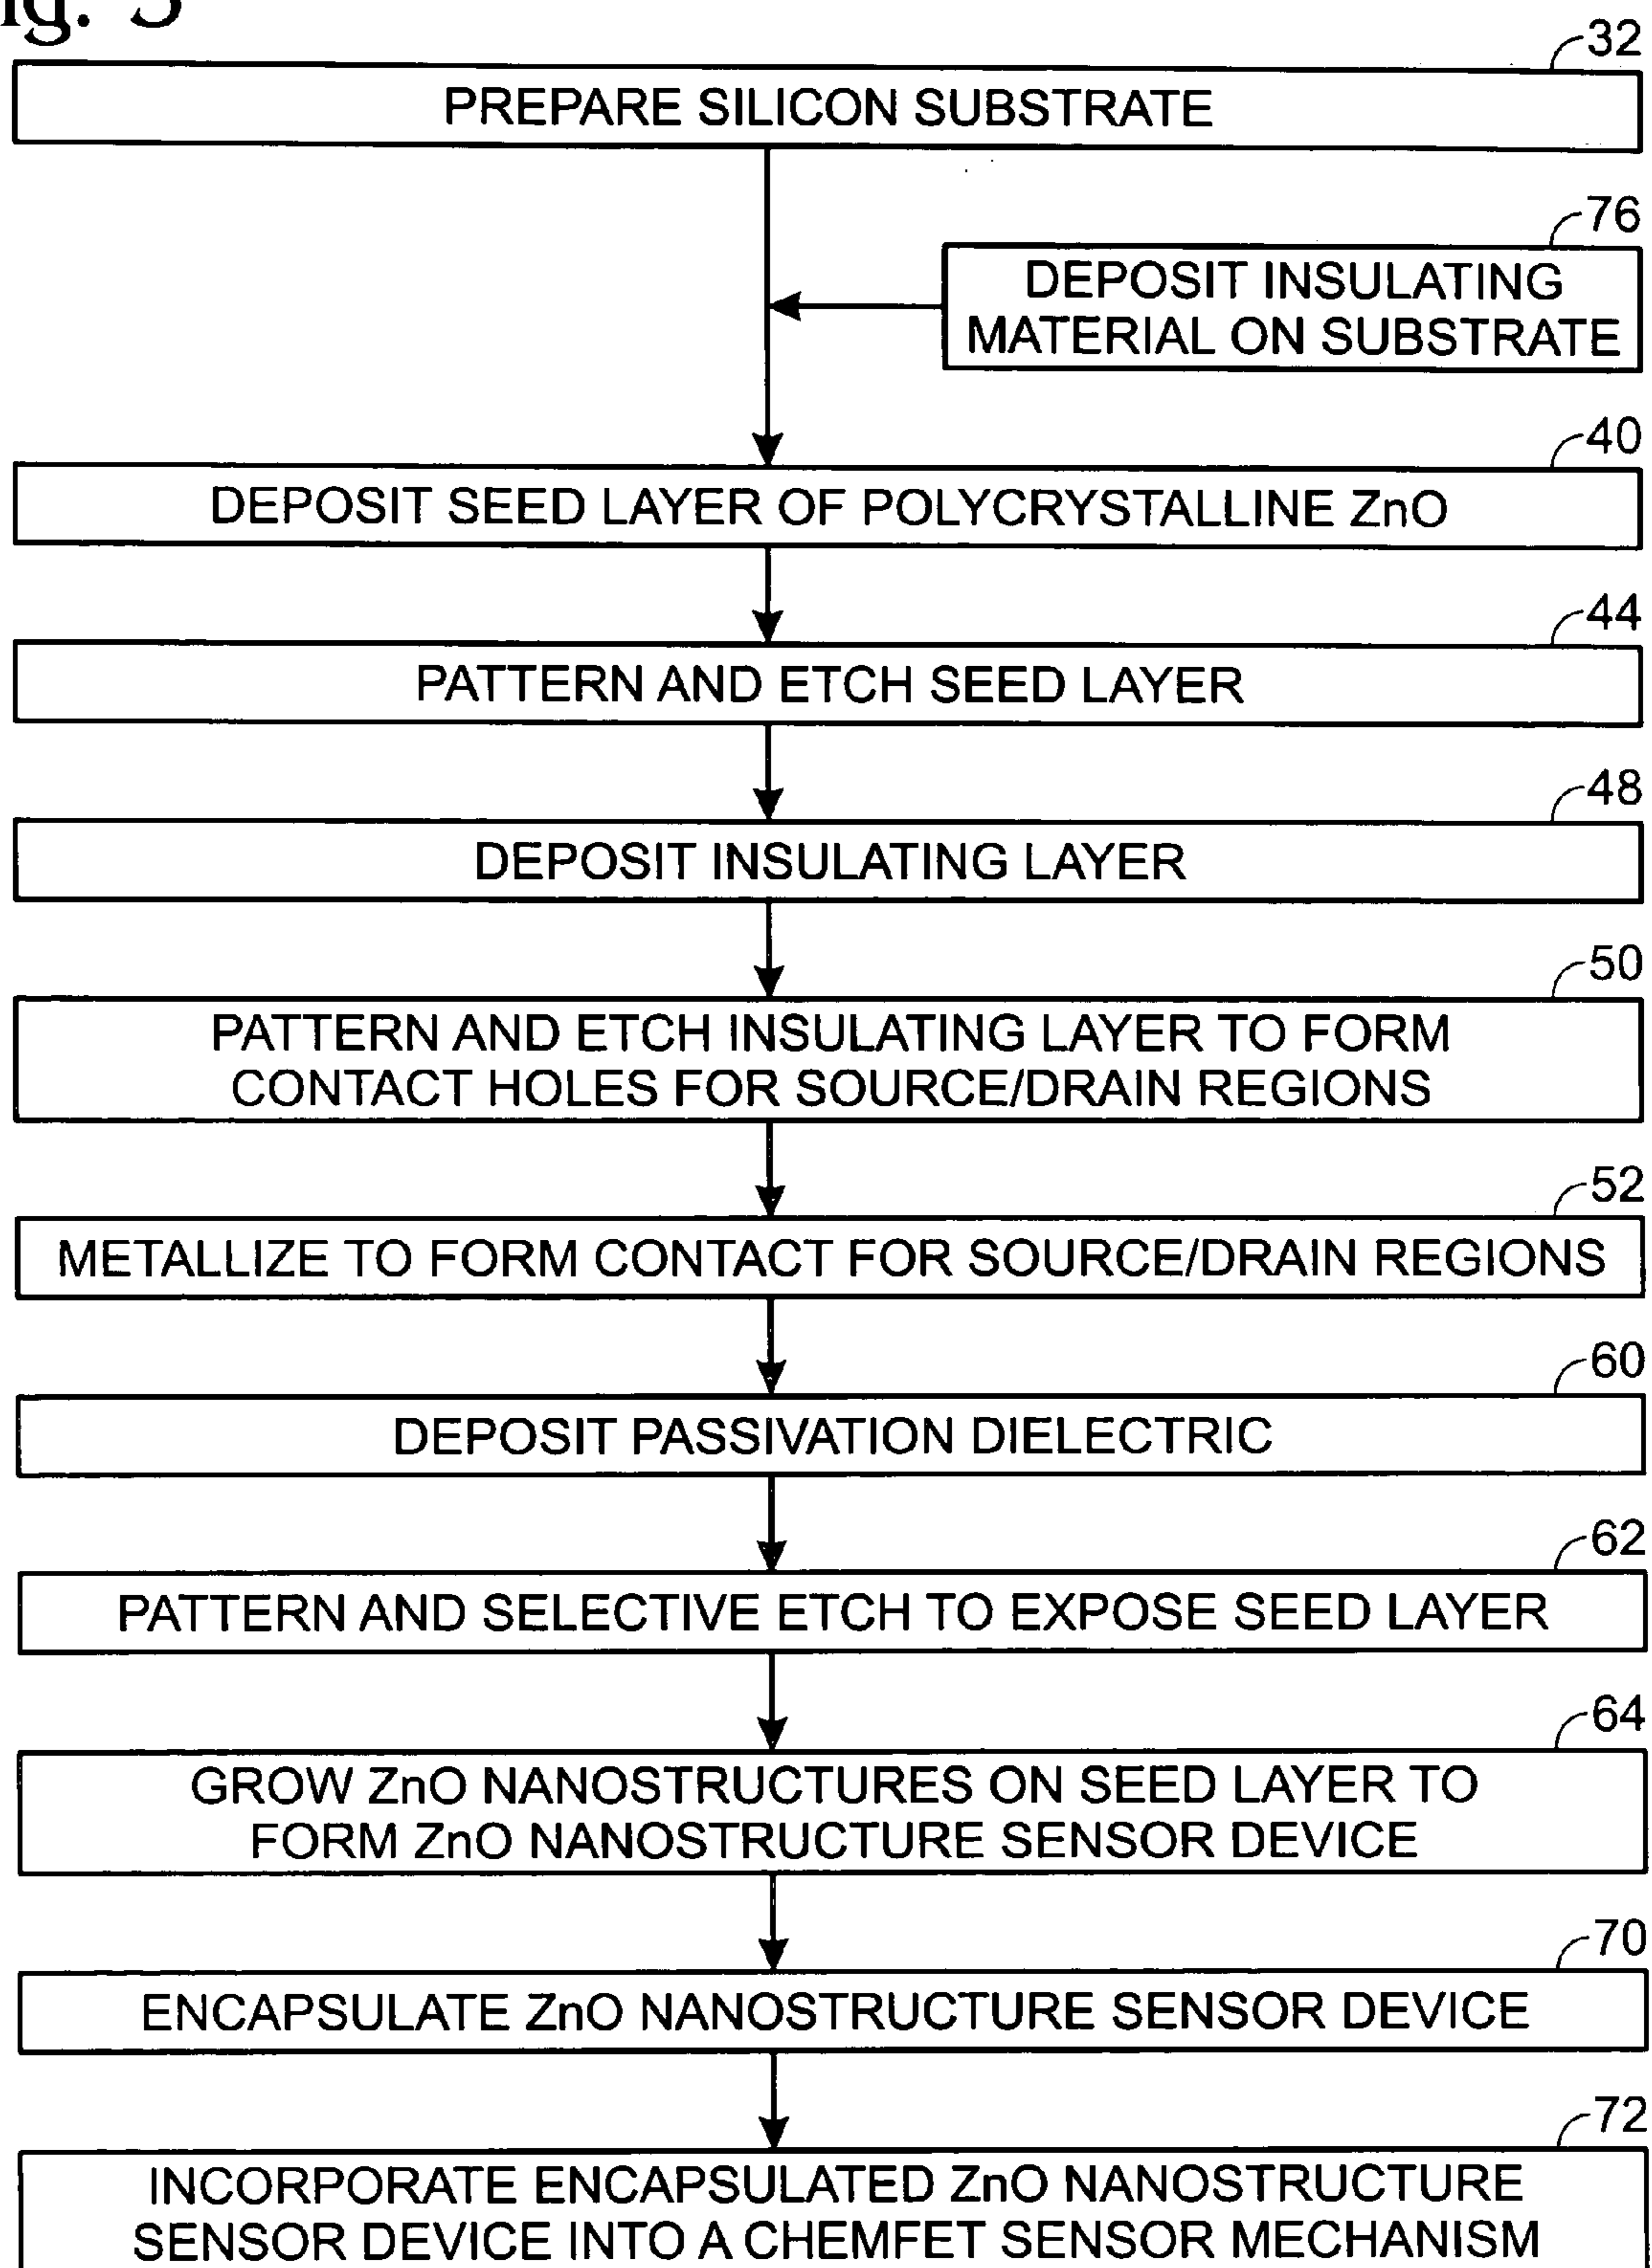 Fig. 3
32
PREPARE SILICON SUBSTRATE
76
DEPOSIT INSULATING
MATERIAL ON SUBSTRATE
40
DEPOSIT SEED LAYER OF POLYCRYSTALLINE ZnO
44
PATTERN AND ETCH SEED LAYER
48
DEPOSIT INSULATING LAYER
50
PATTERN AND ETCH INSULATING LAYER TO FORM
CONTACT HOLES FOR SOURCE/DRAIN REGIONS
52
METALLIZE TO FORM CONTACT FOR SOURCE/DRAIN REGIONS
60
DEPOSIT PASSIVATION DIELECTRIC
62
PATTERN AND SELECTIVE ETCH TO EXPOSE SEED LAYER
64
GROW ZnO NANOSTRUCTURES ON SEED LAYER TO
FORM ZnO NANOSTRUCTURE SENSOR DEVICE
70
ENCAPSULATE ZnO NANOSTRUCTURE SENSOR DEVICE
72
INCORPORATE ENCAPSULATED ZnO NANOSTRUCTURE
SENSOR DEVICE INTO A CHEMFET SENSOR MECHANISM